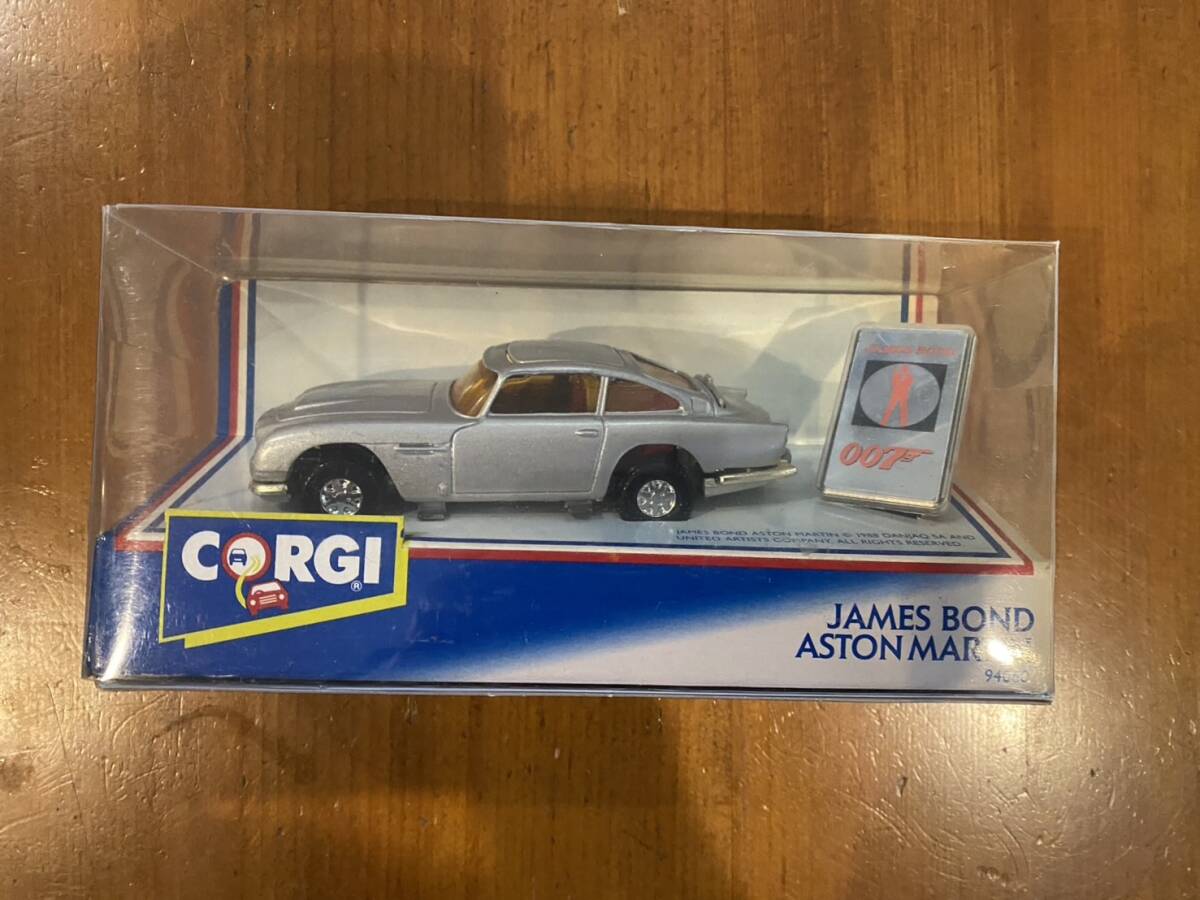 JAMES BOND
007
JAMES BOND ASTON MARTIN © 1988 DANJAQ SA AND
UNITED ARTISTS COMPANY. ALL RIGHTS RESERVED.
CORGI
®
JAMES BOND
ASTON